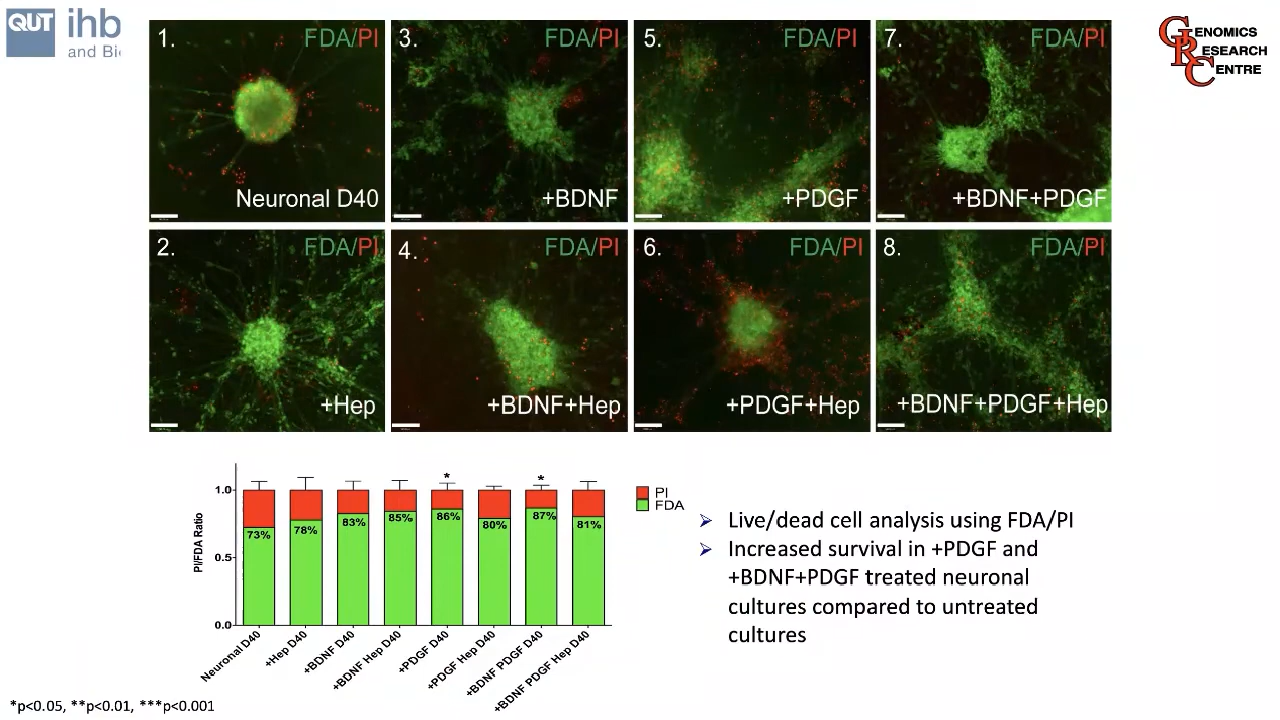 QUT ihb
and Bi
GENOMICS
RESEARCH
CENTRE
1. FDA/PI
Neuronal D40
3. FDA/PI
+BDNF
5. FDA/PI
+PDGF
7. FDA/PI
+BDNF+PDGF
2. FDA/PI
+Hep
4. FDA/PI
+BDNF+Hep
6. FDA/PI
+PDGF+Hep
8. FDA/PI
+BDNF+PDGF+Hep
PI/FDA Ratio
1.0
0.5
0.0
* *
73% 78% 83% 85% 86% 80% 87% 81%
Neuronal D40
+Hep D40
+BDNF D40
+BDNF Hep D40
+PDGF D40
+PDGF Hep D40
+BDNF PDGF D40
+BDNF PDGF Hep D40
PI
FDA
Live/dead cell analysis using FDA/PI
Increased survival in +PDGF and
+BDNF+PDGF treated neuronal
cultures compared to untreated
cultures
*p<0.05, **p<0.01, ***p<0.001